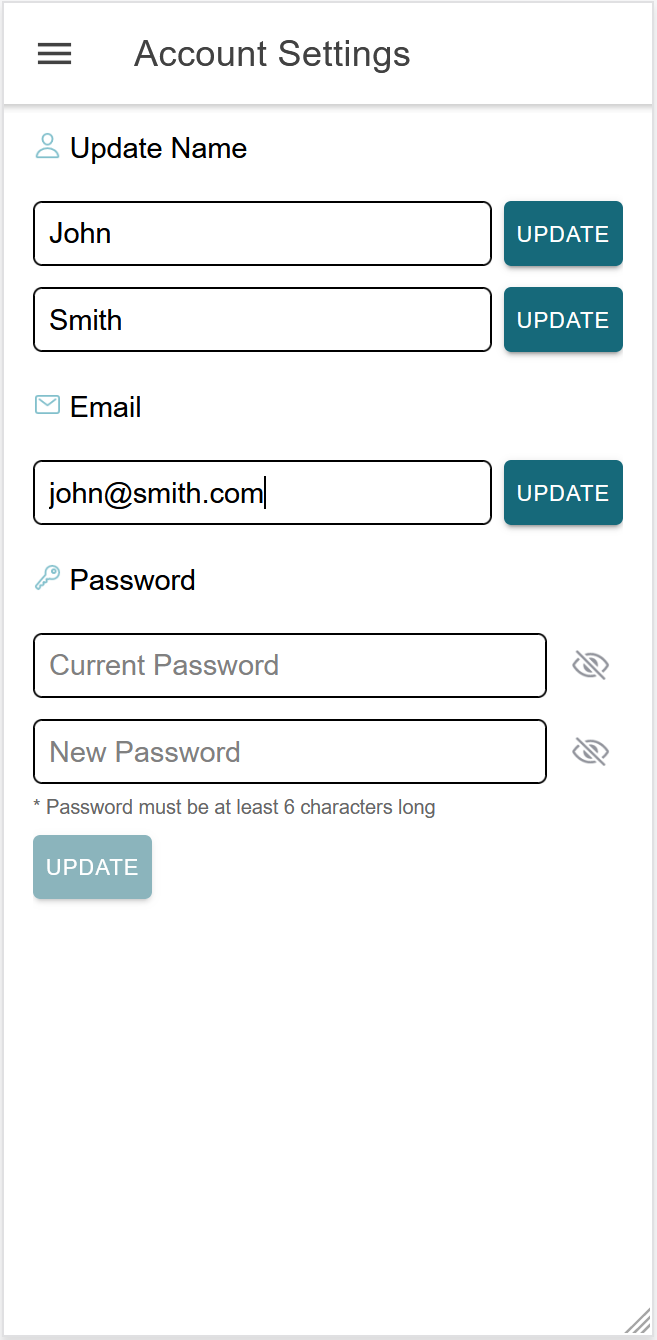 Account Settings
Update Name
John UPDATE
Smith UPDATE
Email
john@smith.com UPDATE
Password
Current Password
New Password
* Password must be at least 6 characters long
UPDATE